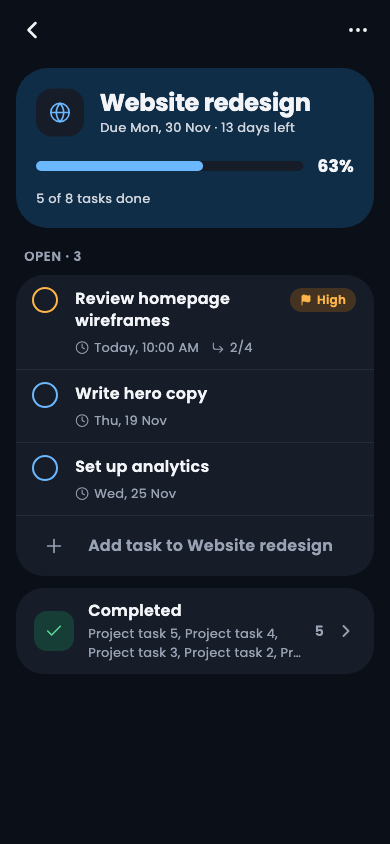 Website redesign
Due Mon, 30 Nov · 13 days left
63%
5 of 8 tasks done
OPEN · 3
Review homepage
wireframes
High
Today, 10:00 AM 2/4
Write hero copy
Thu, 19 Nov
Set up analytics
Wed, 25 Nov
Add task to Website redesign
Completed
Project task 5, Project task 4,
Project task 3, Project task 2, Pr…
5